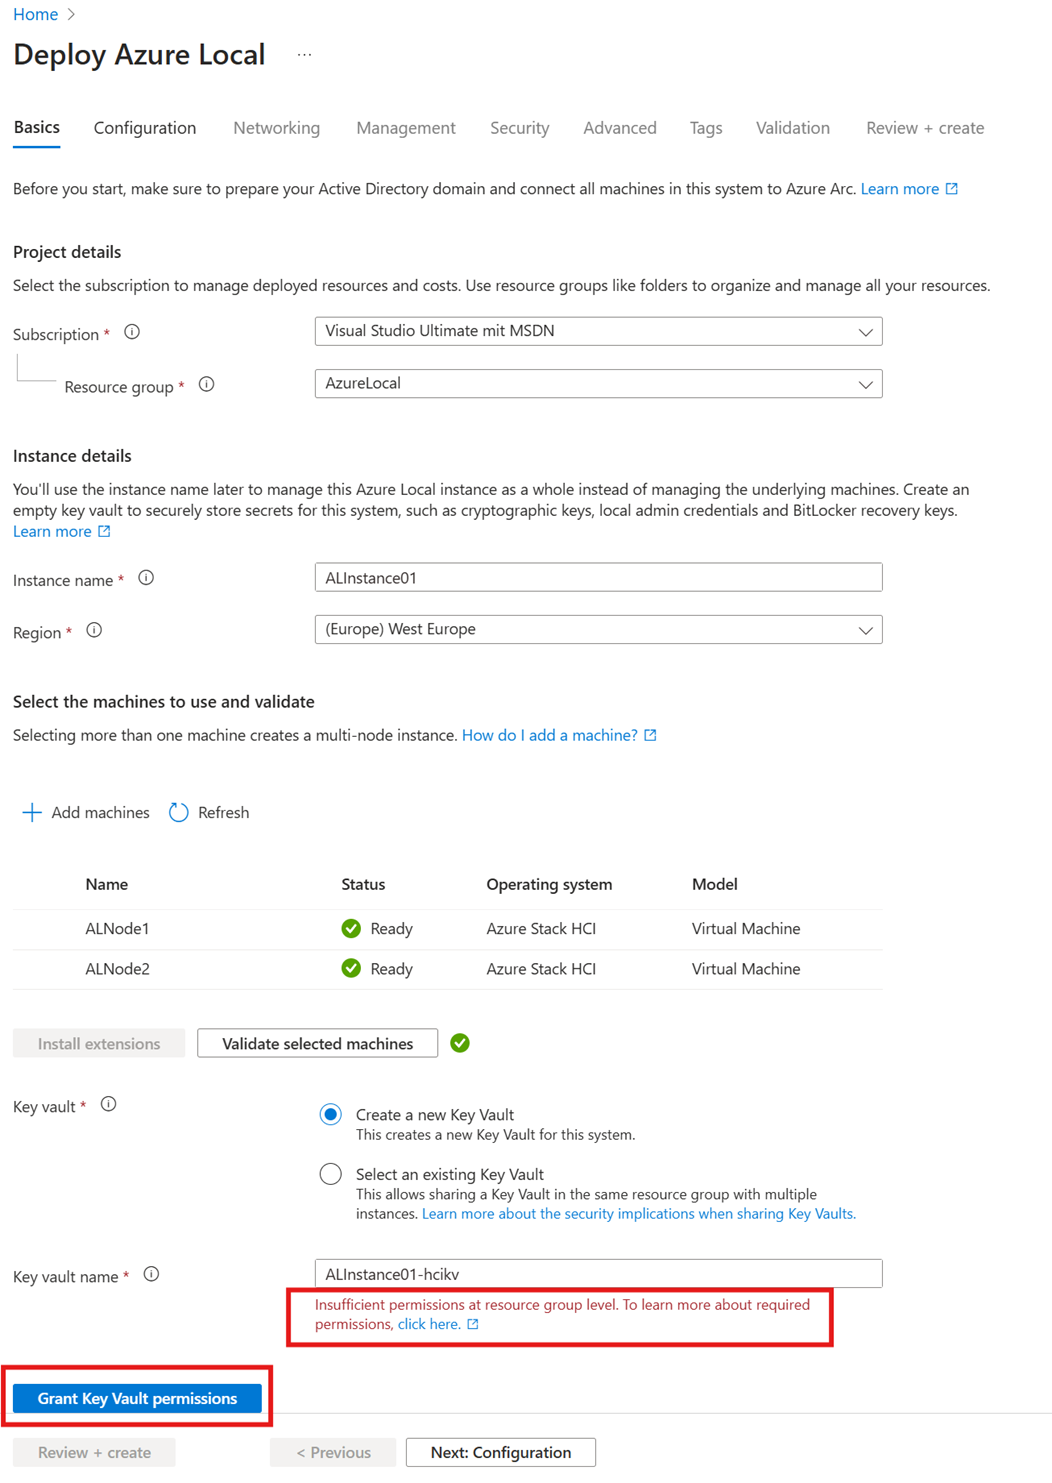 Home >
Deploy Azure Local ...
Basics Configuration Networking Management Security Advanced Tags Validation Review + create
Before you start, make sure to prepare your Active Directory domain and connect all machines in this system to Azure Arc. Learn more
Project details
Select the subscription to manage deployed resources and costs. Use resource groups like folders to organize and manage all your resources.
Subscription *
Visual Studio Ultimate mit MSDN
Resource group *
AzureLocal
Instance details
You'll use the instance name later to manage this Azure Local instance as a whole instead of managing the underlying machines. Create an
empty key vault to securely store secrets for this system, such as cryptographic keys, local admin credentials and BitLocker recovery keys.
Learn more
Instance name *
ALInstance01
Region *
(Europe) West Europe
Select the machines to use and validate
Selecting more than one machine creates a multi-node instance. How do I add a machine?
Add machines Refresh
Name Status Operating system Model
ALNode1 Ready Azure Stack HCI Virtual Machine
ALNode2 Ready Azure Stack HCI Virtual Machine
Install extensions Validate selected machines
Key vault *
Create a new Key Vault
This creates a new Key Vault for this system.
Select an existing Key Vault
This allows sharing a Key Vault in the same resource group with multiple
instances. Learn more about the security implications when sharing Key Vaults.
Key vault name *
ALInstance01-hcikv
Insufficient permissions at resource group level. To learn more about required
permissions, click here.
Grant Key Vault permissions
Review + create < Previous Next: Configuration